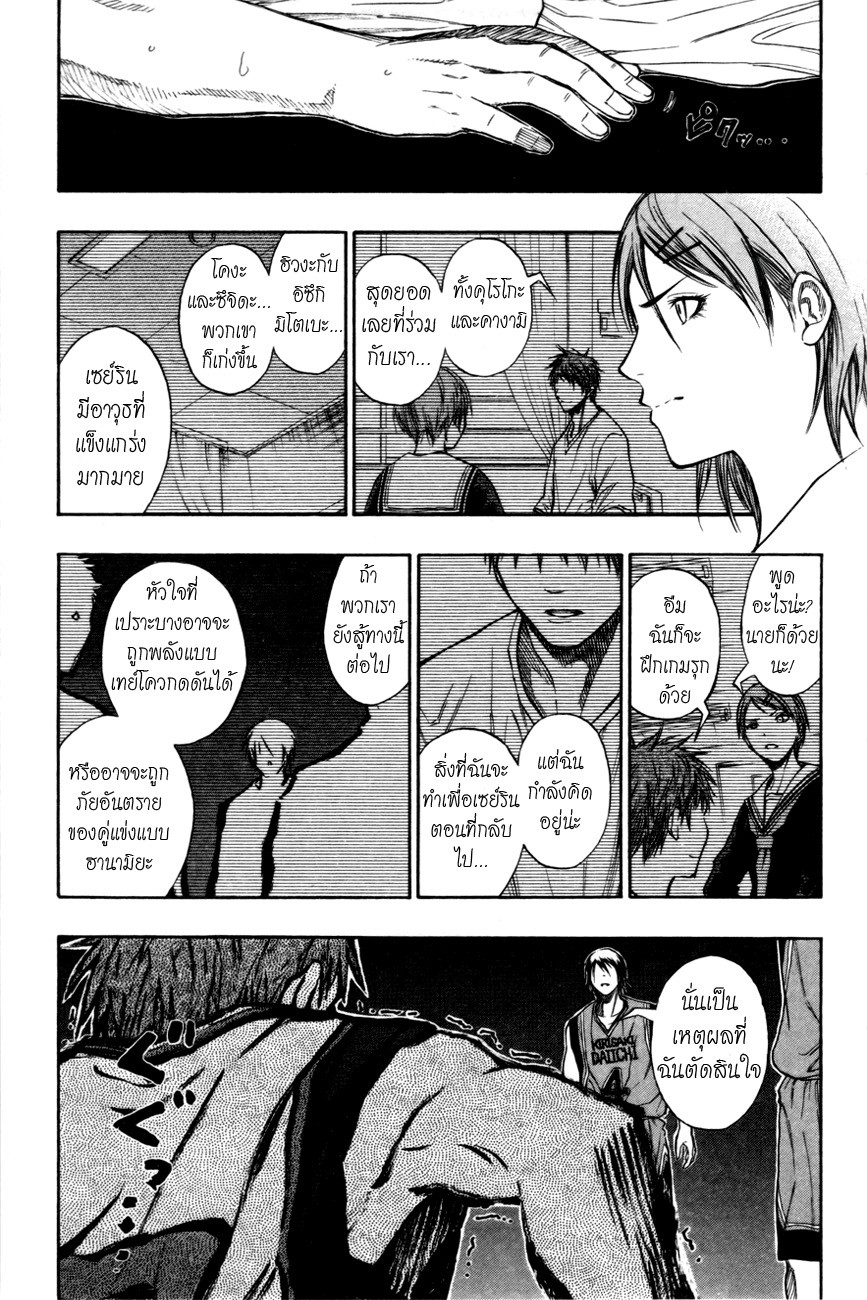 ปึกๆ...
ทั้งคุโรโกะ
และคางามิ
สุดยอด
เลยที่ร่วม
กับเรา...
ฮิวงะกับ
อิซึกิ
มิโตเบะ...
โคงะ
และซึจิดะ...
พวกเขา
ก็เก่งขึ้น
เซย์ริน
มีอาวุธที่
แข็งแกร่ง
มากมาย
พูด
อะไรน่ะ?
นายก็ด้วย
นะ!
อืม
ฉันก็จะ
ฝึกเกมรุก
ด้วย
แต่ฉัน
กำลังคิด
อยู่น่ะ
สิ่งที่ฉันจะ
ทำเพื่อเซย์ริน
ตอนที่กลับ
ไป...
ถ้า
พวกเรา
ยังสู้ทางนี้
ต่อไป
หัวใจที่
เปราะบางอาจจะ
ถูกพลังแบบ
เทย์โควกดดันได้
หรืออาจจะถูก
ภัยอันตราย
ของคู่แข่งแบบ
ฮานามิยะ
นั่นเป็น
เหตุผลที่
ฉันตัดสินใจ
KIRISAKI
DAIICHI
4
ぐぐっ…